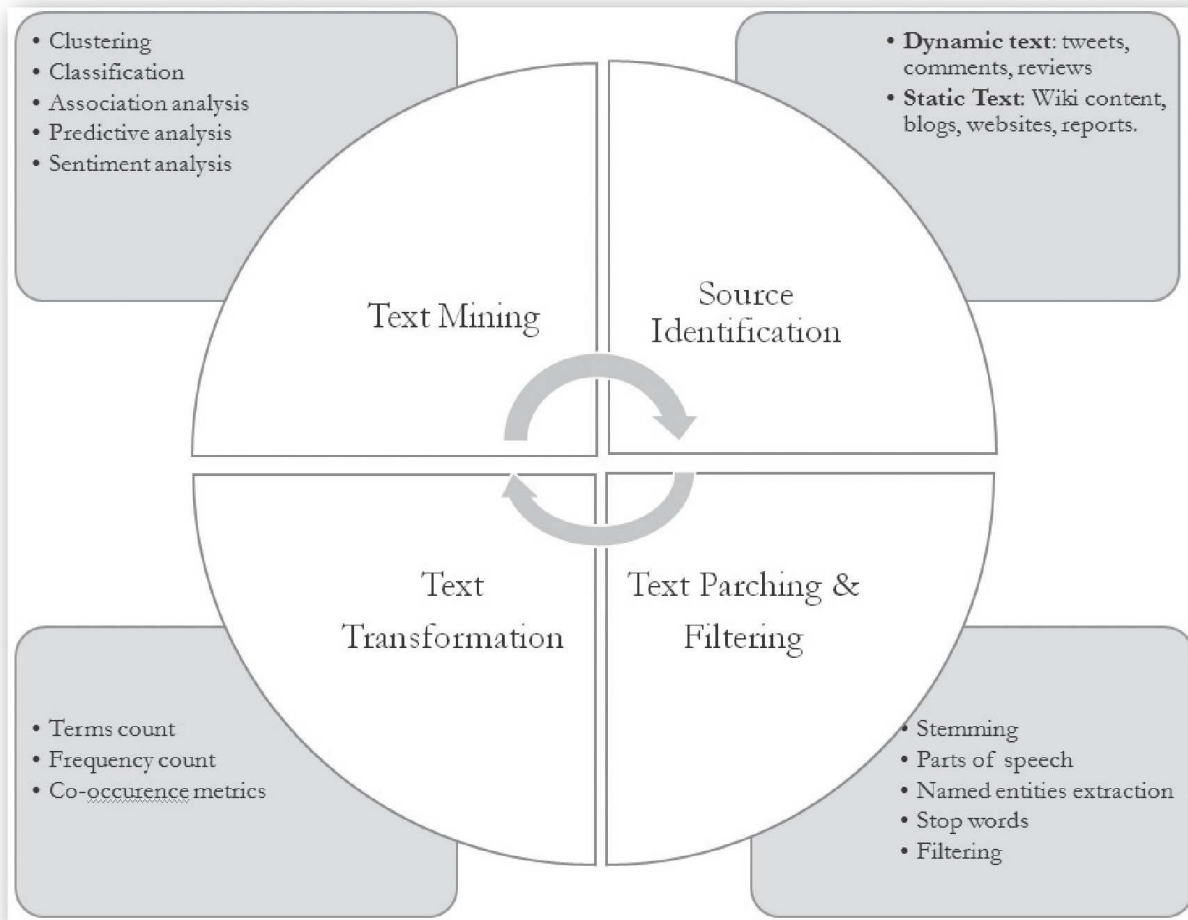 • Clustering
• Classification
• Association analysis
• Predictive analysis
• Sentiment analysis
• Dynamic text: tweets,
comments, reviews
• Static Text: Wiki content,
blogs, websites, reports.
Text Mining
Source
Identification
Text
Transformation
Text Parching &
Filtering
• Terms count
• Frequency count
• Co-occurence metrics
• Stemming
• Parts of speech
• Named entities extraction
• Stop words
• Filtering